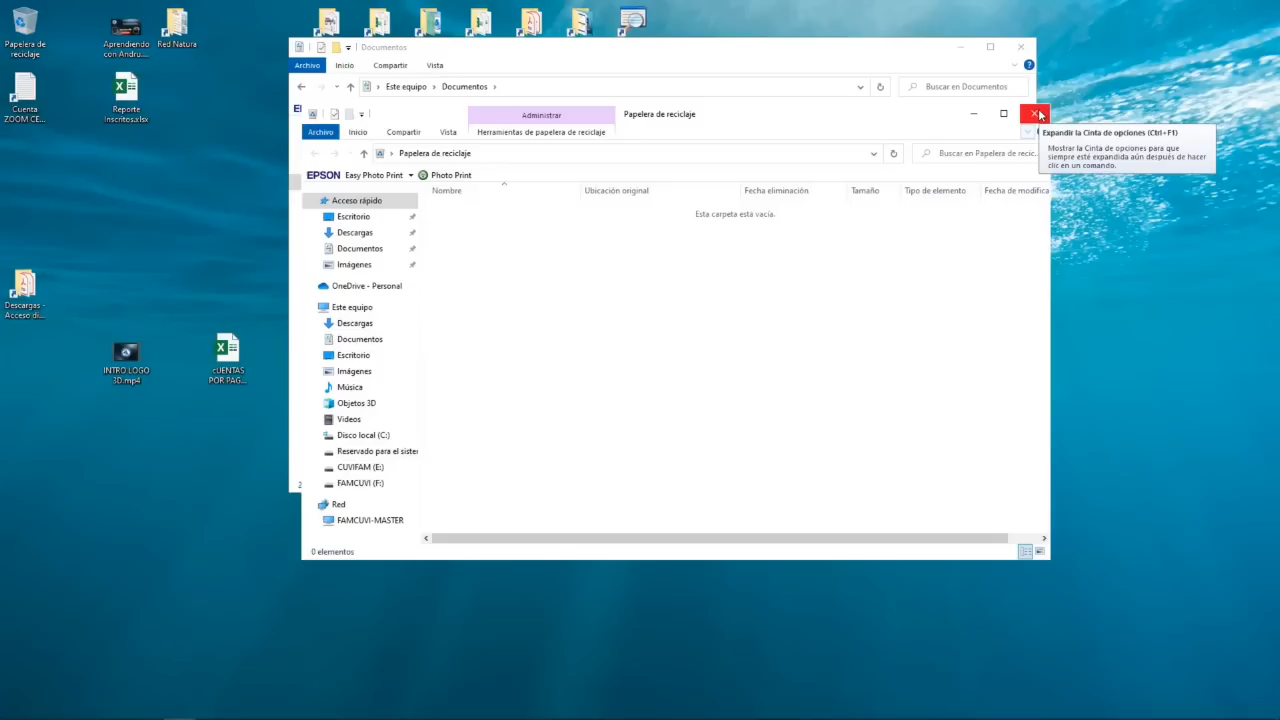 Papelera de
reciclaje
Aprendiendo
con Andru....
Red Natura
Cuenta
ZOOM CE...
Reporte
Inscritos.xlsx
Descargas -
Acceso di...
INTRO LOGO
3D.mp4
cUENTAS
POR PAG...
Documentos
Archivo Inicio Compartir Vista
Este equipo Documentos
Buscar en Documentos
Administrar
Papelera de reciclaje
Archivo Inicio Compartir Vista Herramientas de papelera de reciclaje
Expandir la Cinta de opciones (Ctrl+F1)
Mostrar la Cinta de opciones para que
siempre esté expandida aún después de hacer
clic en un comando.
Papelera de reciclaje
Buscar en Papelera de recic...
EPSON Easy Photo Print Photo Print
Nombre Ubicación original Fecha eliminación Tamaño Tipo de elemento Fecha de modifica
Esta carpeta está vacía.
Acceso rápido
Escritorio
Descargas
Documentos
Imágenes
OneDrive - Personal
Este equipo
Descargas
Documentos
Escritorio
Imágenes
Música
Objetos 3D
Videos
Disco local (C:)
Reservado para el sister
CUVIFAM (E:)
FAMCUVI (F:)
Red
FAMCUVI-MASTER
0 elementos